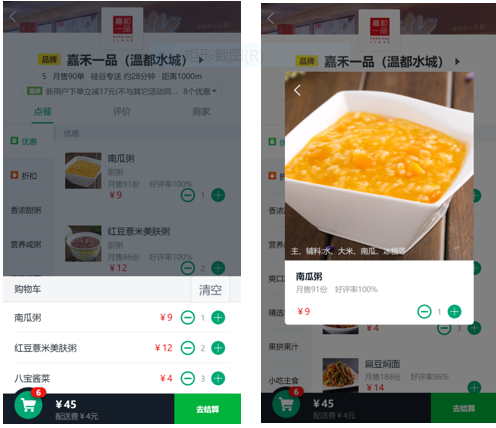 嘉和一品
矩形截图(R)
品牌 嘉禾一品（温都水城）
5 月售90单 硅谷专送 约28分钟 距离1000m
新用户下单立减17元(不与其它活动同... 8个优惠
点餐 评价 商家
优惠
优惠
折扣
香浓甜粥
营养咸粥
南瓜粥
甜粥
月售91份 好评率100%
￥9 1
红豆薏米美肤粥
甜粥
月售86份 好评率100%
￥12 2
购物车 清空
南瓜粥 ￥9 1
红豆薏米美肤粥 ￥12 2
八宝酱菜 ￥4 3
6
￥45
配送费￥4元
去结算
嘉和一品
品牌 嘉禾一品（温都水城）
优惠
折扣
香浓
营养
爽口
精选
果拼果汁
小吃主食
主、辅料:水、大米、南瓜、冰糖等
南瓜粥
月售91份 好评率100%
￥9 1
￥4 3
扁豆焖面
月售188份 好评率96%
￥14
6
￥45
配送费￥4元
去结算